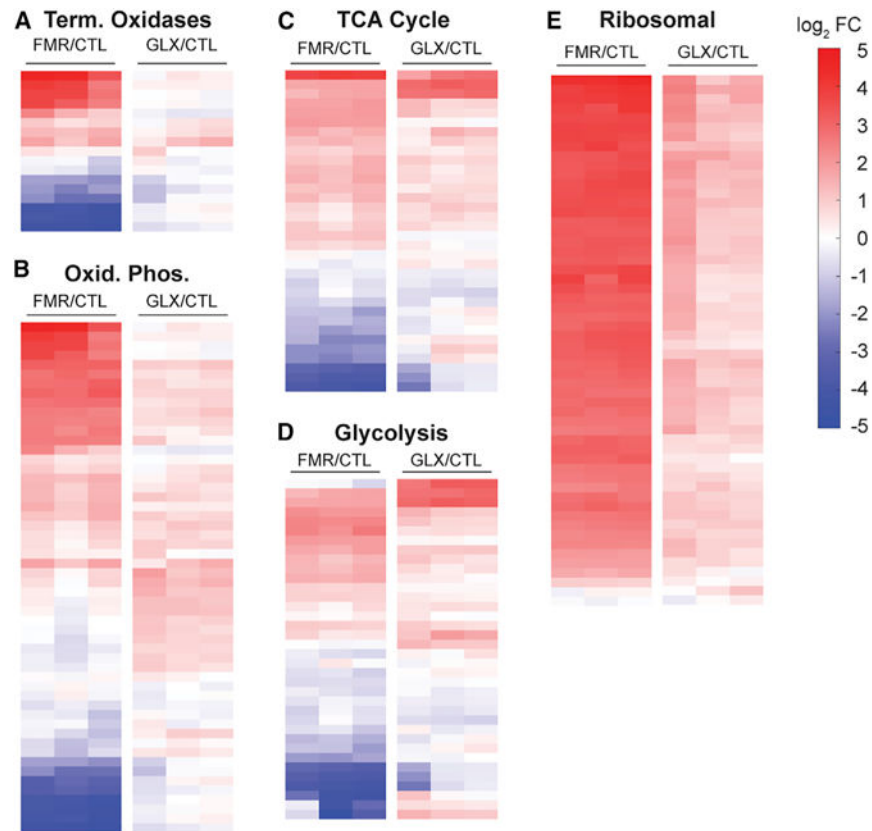 A Term. Oxidases
FMR/CTL GLX/CTL
B Oxid. Phos.
FMR/CTL GLX/CTL
C TCA Cycle
FMR/CTL GLX/CTL
D Glycolysis
FMR/CTL GLX/CTL
E Ribosomal
FMR/CTL GLX/CTL
log2 FC
5
4
3
2
1
0
-1
-2
-3
-4
-5